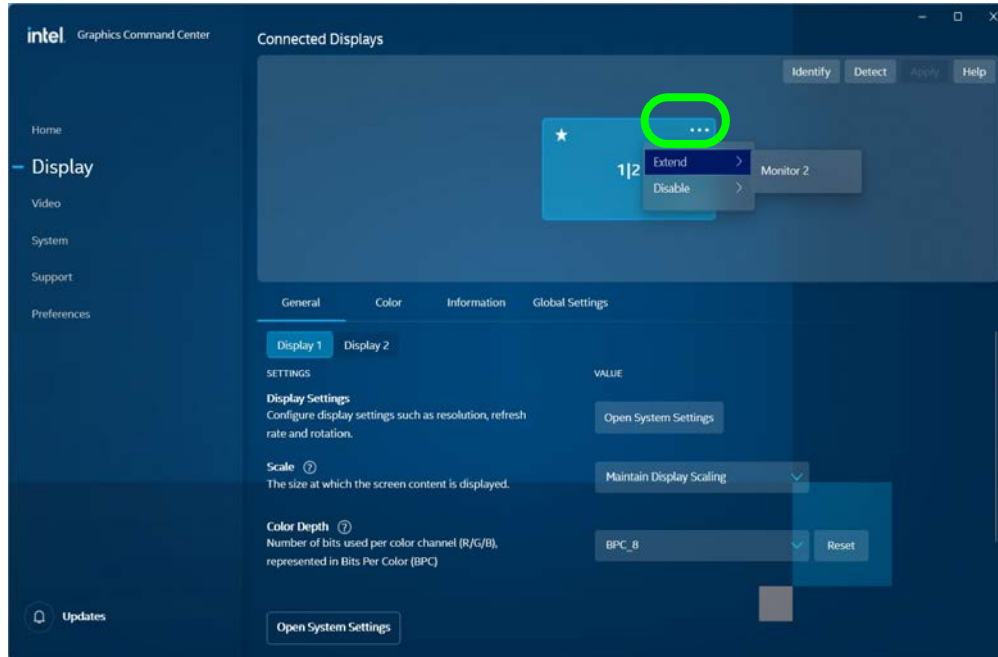 intel. Graphics Command Center
Connected Displays
Identify Detect Apply Help
Home
Display
Video
System
Support
Preferences
1|2
Extend
Disable
Monitor 2
General Color Information Global Settings
Display 1 Display 2
SETTINGS VALUE
Display Settings
Configure display settings such as resolution, refresh
rate and rotation.
Open System Settings
Scale ?
The size at which the screen content is displayed.
Maintain Display Scaling
Color Depth ?
Number of bits used per color channel (R/G/B),
represented in Bits Per Color (BPC)
BPC_8 Reset
Updates
Open System Settings